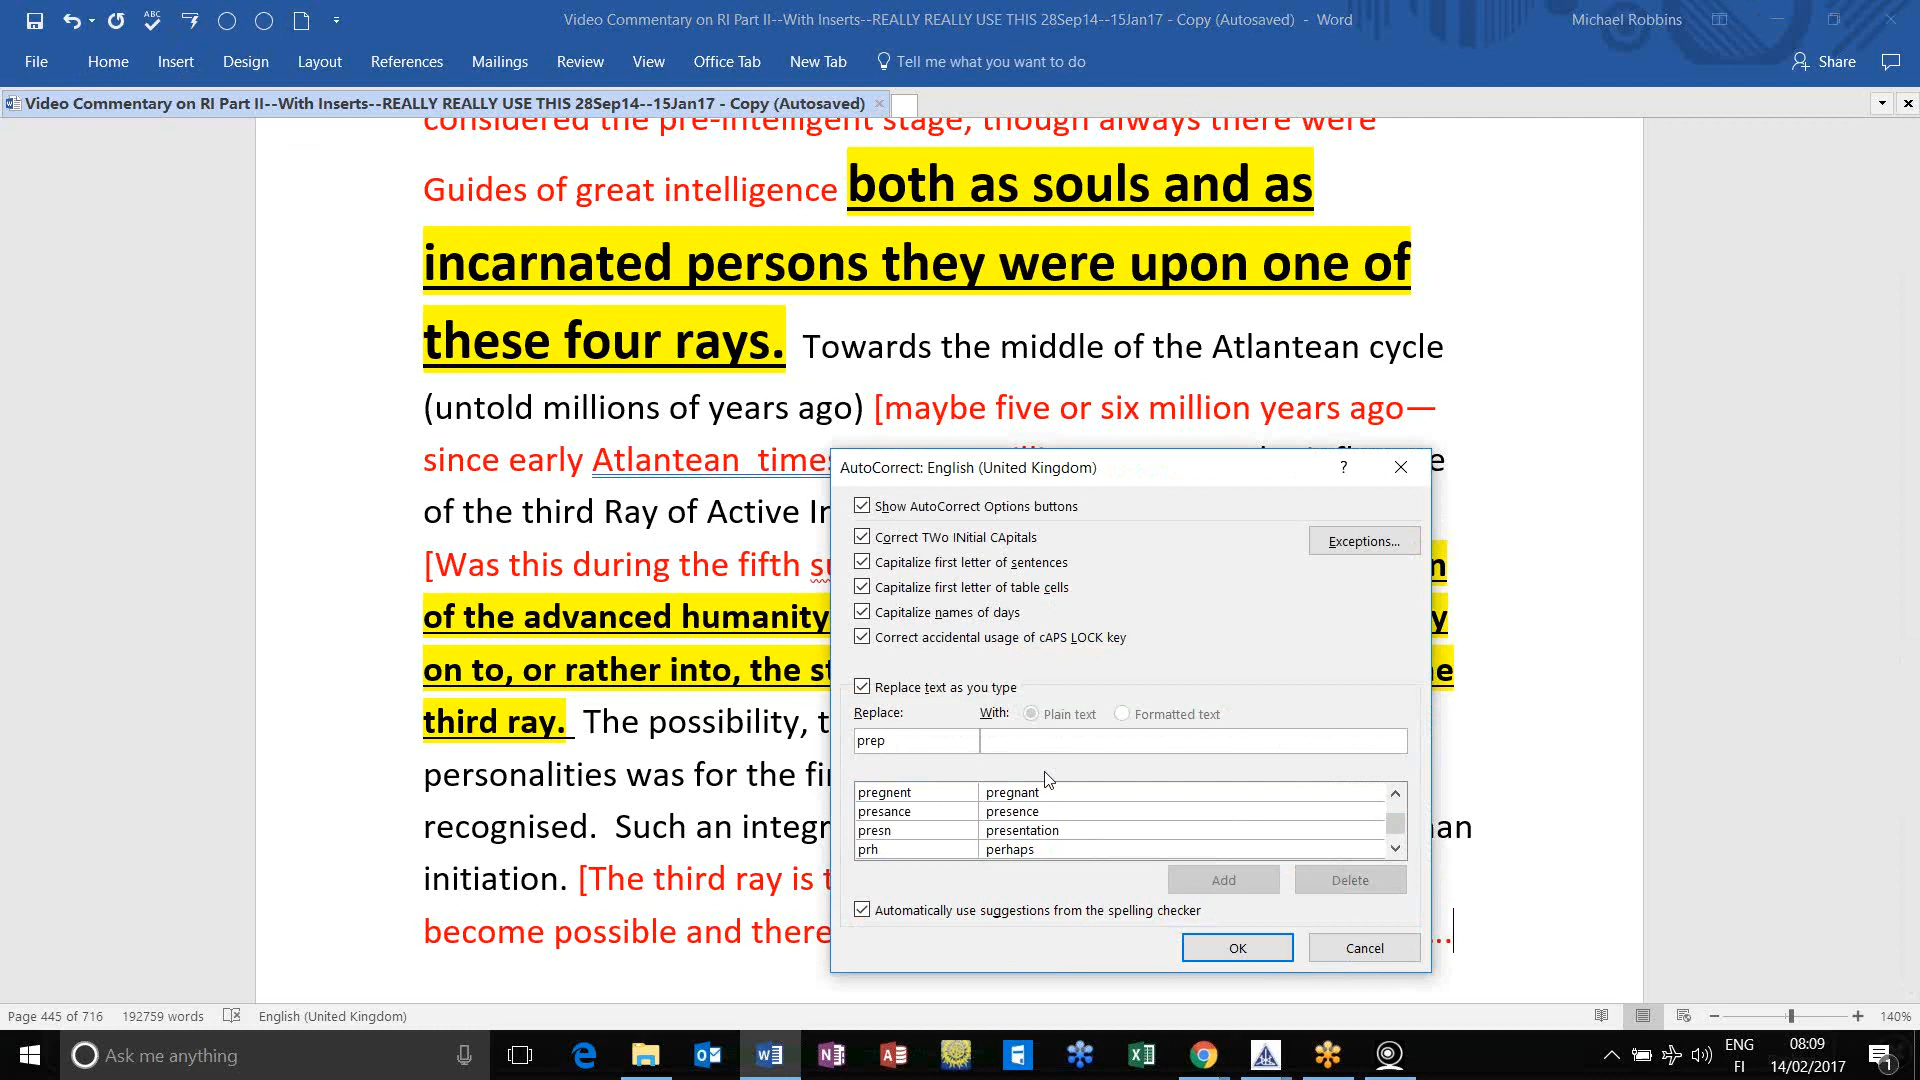 Video Commentary on RI Part II--With Inserts--REALLY REALLY USE THIS 28Sep14--15Jan17 - Copy (Autosaved) - Word
Michael Robbins
File Home Insert Design Layout References Mailings Review View Office Tab New Tab Tell me what you want to do Share
Video Commentary on RI Part II--With Inserts--REALLY REALLY USE THIS 28Sep14--15Jan17 - Copy (Autosaved)
considered the pre-intelligent stage, though always there were
Guides of great intelligence both as souls and as
incarnated persons they were upon one of
these four rays. Towards the middle of the Atlantean cycle
(untold millions of years ago) [maybe five or six million years ago—
since early Atlantean times
of the third Ray of Active
[Was this during the fifth
of the advanced humanity
on to, or rather into, the
third ray. The possibility,
personalities was for the
recognised. Such an
initiation. [The third ray is
become possible and there
AutoCorrect: English (United Kingdom)
Show AutoCorrect Options buttons
Correct TWo INitial CApitals
Exceptions...
Capitalize first letter of sentences
Capitalize first letter of table cells
Capitalize names of days
Correct accidental usage of cAPS LOCK key
Replace text as you type
Replace: With: Plain text Formatted text
prep
pregnent pregnant
presance presence
presn presentation
prh perhaps
Add Delete
Automatically use suggestions from the spelling checker
OK Cancel
Page 445 of 716 192759 words English (United Kingdom) 140%
Ask me anything
ENG
FI
08:09
14/02/2017
1